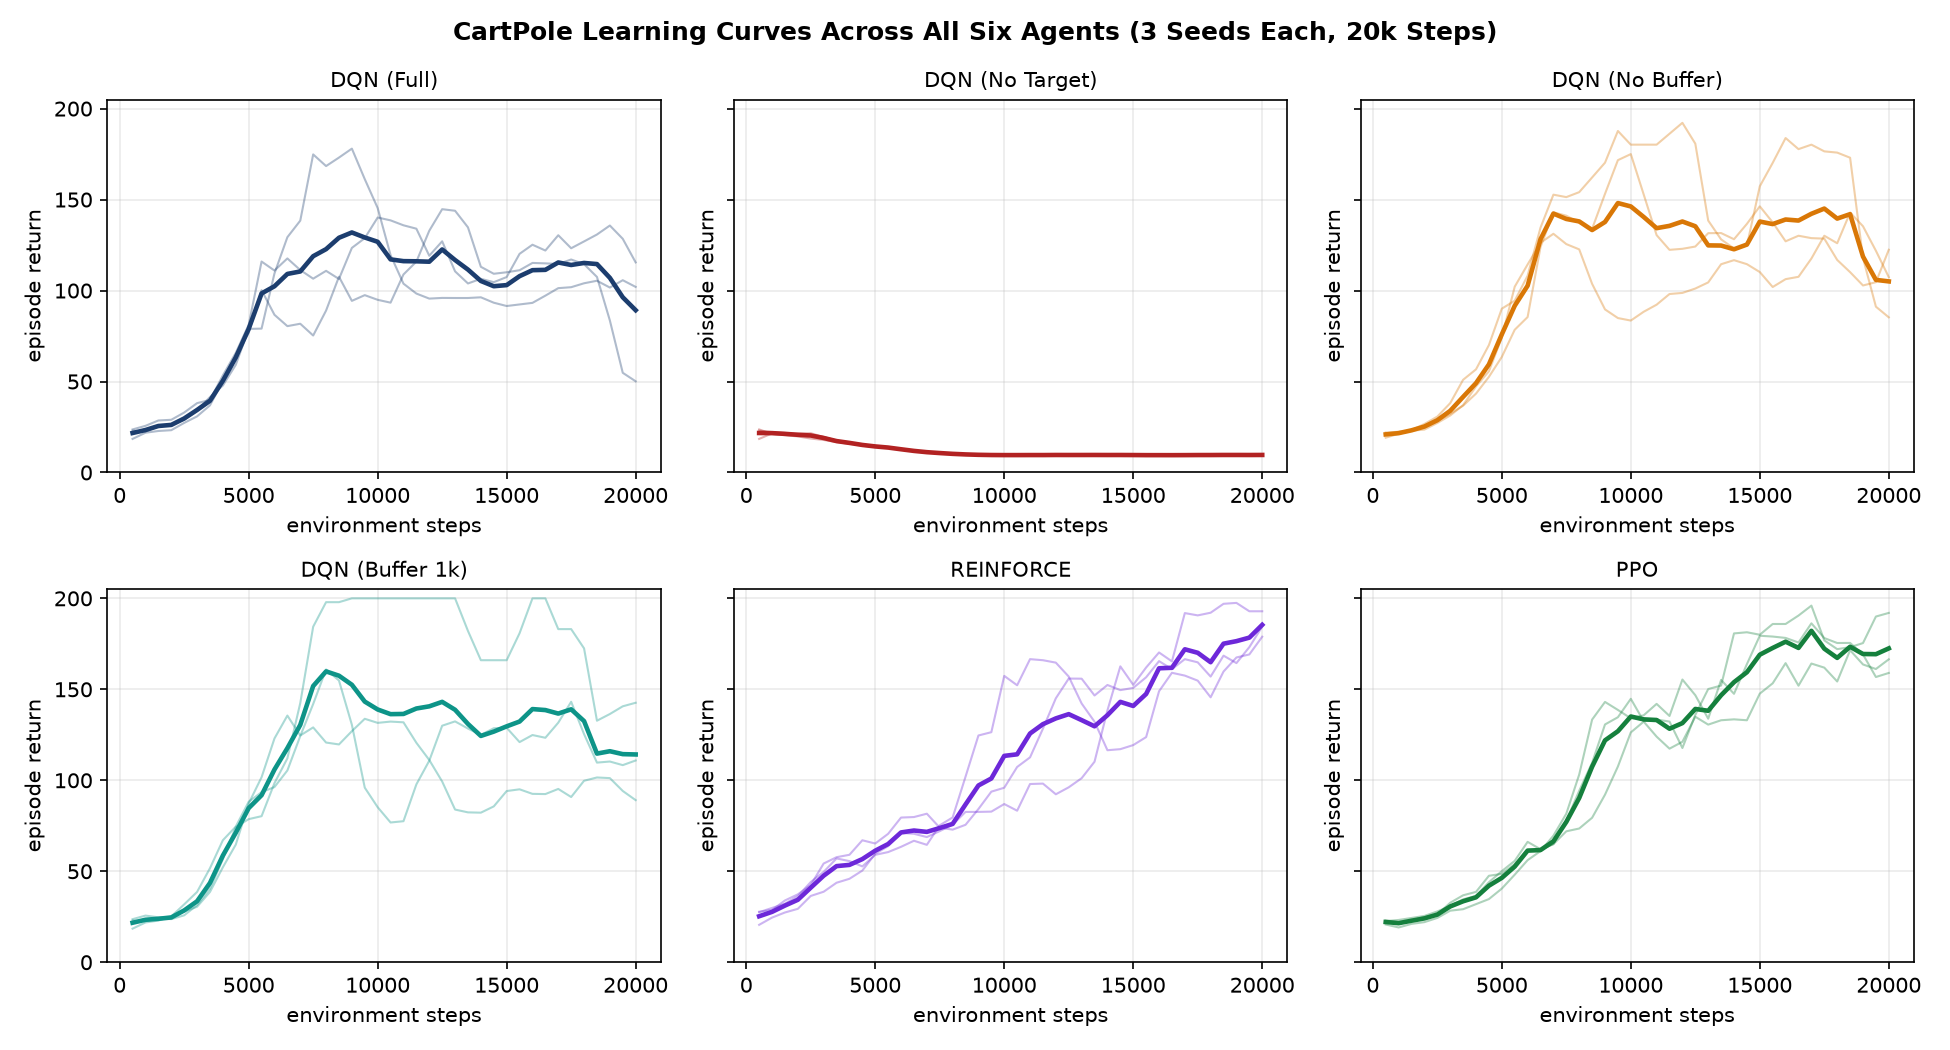 CartPole Learning Curves Across All Six Agents (3 Seeds Each, 20k Steps)
DQN (Full)
DQN (No Target)
DQN (No Buffer)
200
150
100
50
0
episode return
episode return
episode return
0 5000 10000 15000 20000
0 5000 10000 15000 20000
0 5000 10000 15000 20000
environment steps
environment steps
environment steps
DQN (Buffer 1k)
REINFORCE
PPO
200
150
100
50
0
episode return
episode return
episode return
0 5000 10000 15000 20000
0 5000 10000 15000 20000
0 5000 10000 15000 20000
environment steps
environment steps
environment steps